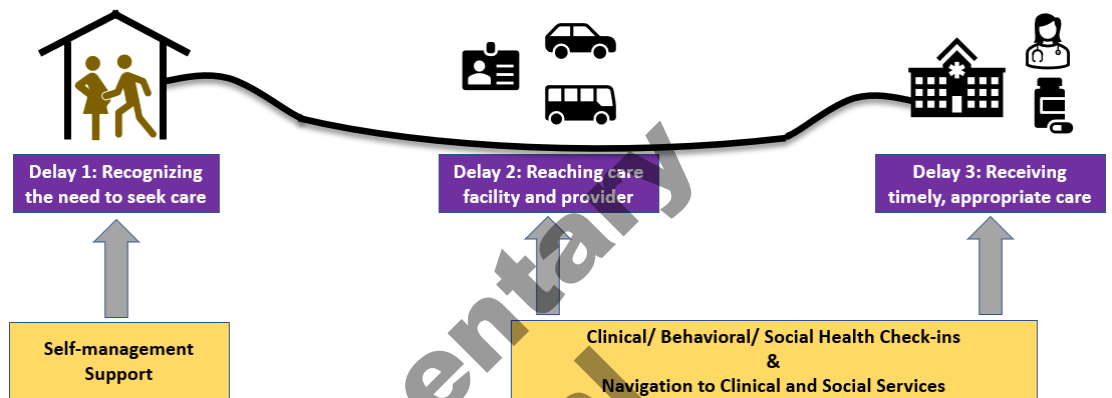 Delay 1: Recognizing
the need to seek care
Delay 2: Reaching care
facility and provider
Delay 3: Receiving
timely, appropriate care
Self-management
Support
Clinical/ Behavioral/ Social Health Check-ins
&
Navigation to Clinical and Social Services